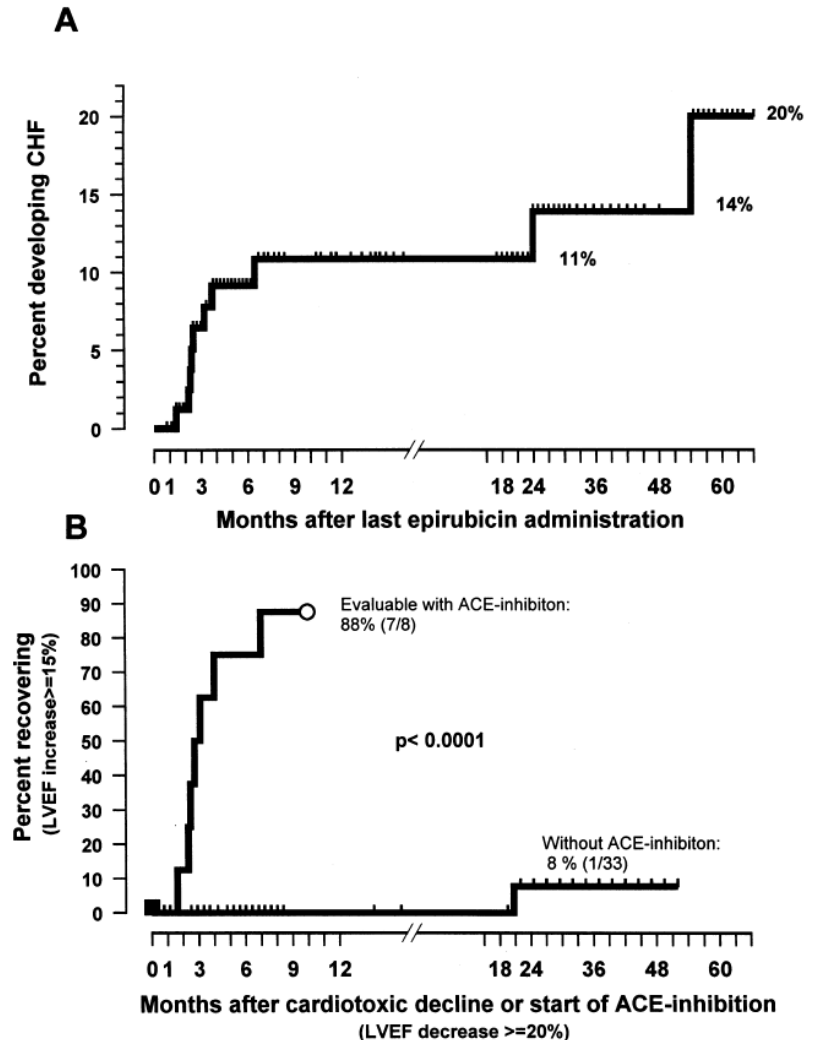 A
Percent developing CHF
20
15
10
5
0
20%
14%
11%
0 1 3 6 9 12 18 24 36 48 60
Months after last epirubicin administration
B
Percent recovering
(LVEF increase>=15%)
100
90
80
70
60
50
40
30
20
10
0
Evaluable with ACE-inhibiton:
88% (7/8)
p< 0.0001
Without ACE-inhibiton:
8 % (1/33)
0 1 3 6 9 12 18 24 36 48 60
Months after cardiotoxic decline or start of ACE-inhibition
(LVEF decrease >=20%)